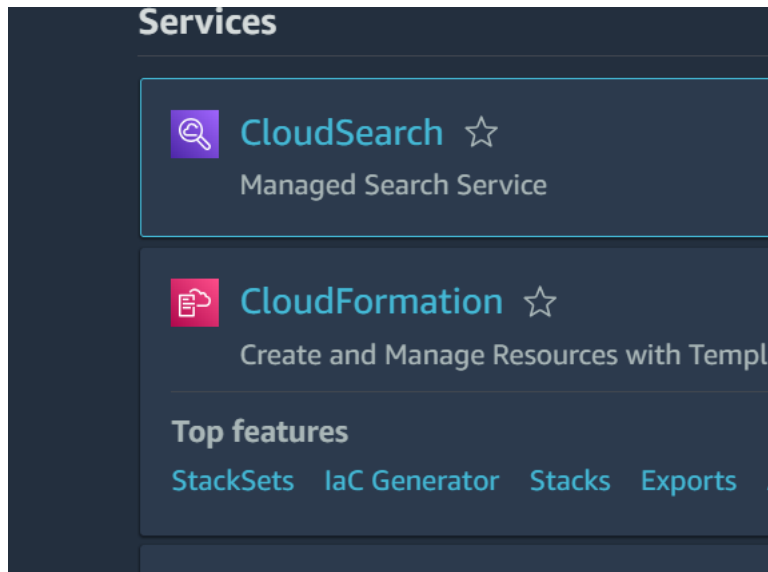 Services
CloudSearch
Managed Search Service
CloudFormation
Create and Manage Resources with Templ
Top features
StackSets IaC Generator Stacks Exports